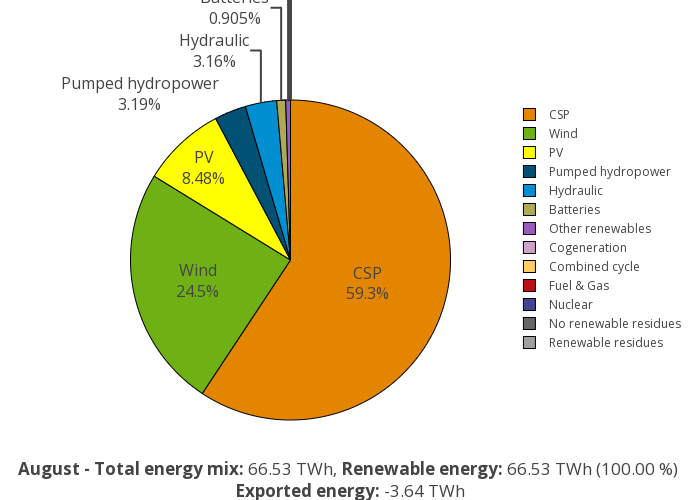 Batteries
0.905%
Hydraulic
3.16%
Pumped hydropower
3.19%
PV
8.48%
Wind
24.5%
CSP
59.3%
CSP
Wind
PV
Pumped hydropower
Hydraulic
Batteries
Other renewables
Cogeneration
Combined cycle
Fuel & Gas
Nuclear
No renewable residues
Renewable residues
August - Total energy mix: 66.53 TWh, Renewable energy: 66.53 TWh (100.00 %)
Exported energy: -3.64 TWh